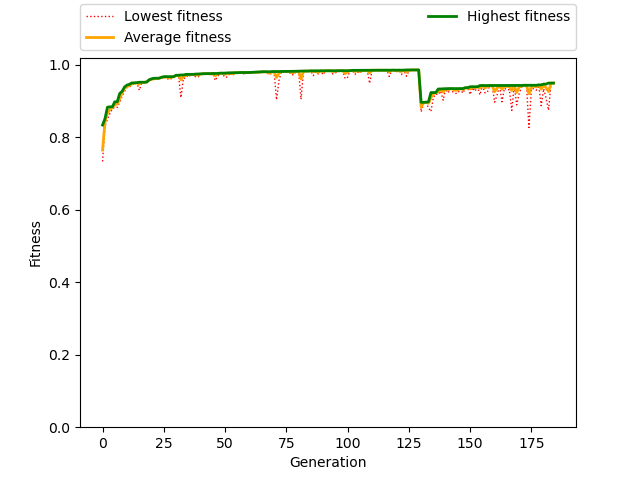 Lowest fitness
Average fitness
Highest fitness
1.0
0.8
0.6
0.4
0.2
0.0
Fitness
0 25 50 75 100 125 150 175
Generation